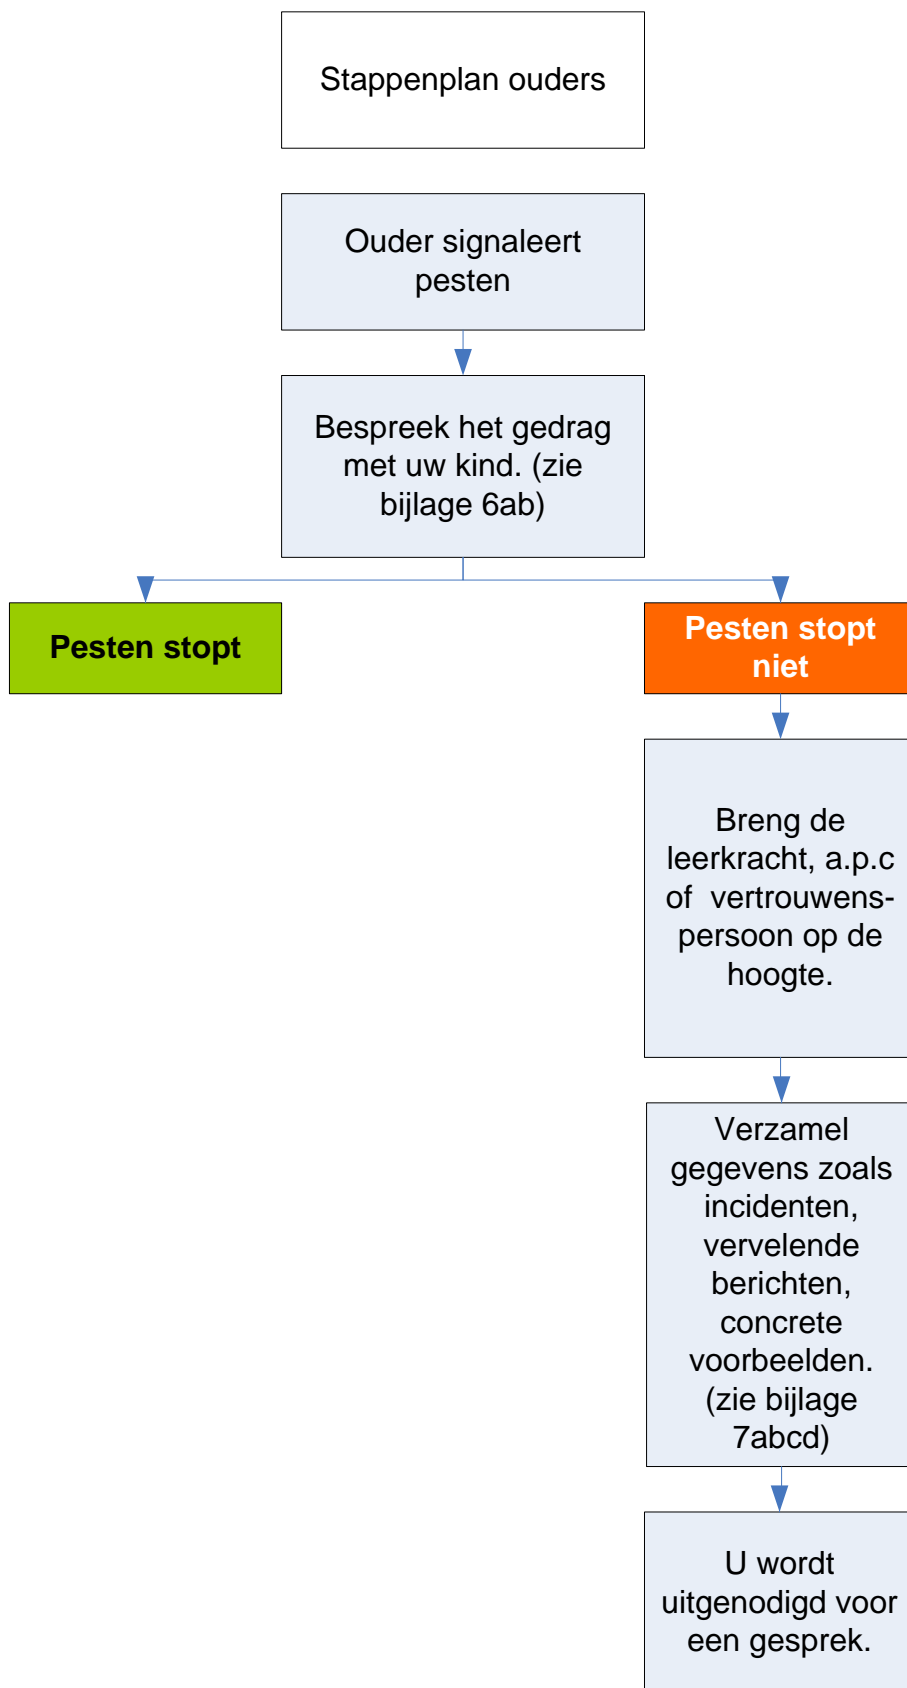 Stappenplan ouders
Ouder signaleert
pesten
Bespreek het gedrag
met uw kind. (zie
bijlage 6ab)
Pesten stopt
Pesten stopt
niet
Breng de
leerkracht, a.p.c
of vertrouwens-
persoon op de
hoogte.
Verzamel
gegevens zoals
incidenten,
vervelende
berichten,
concrete
voorbeelden.
(zie bijlage
7abcd)
U wordt
uitgenodigd voor
een gesprek.